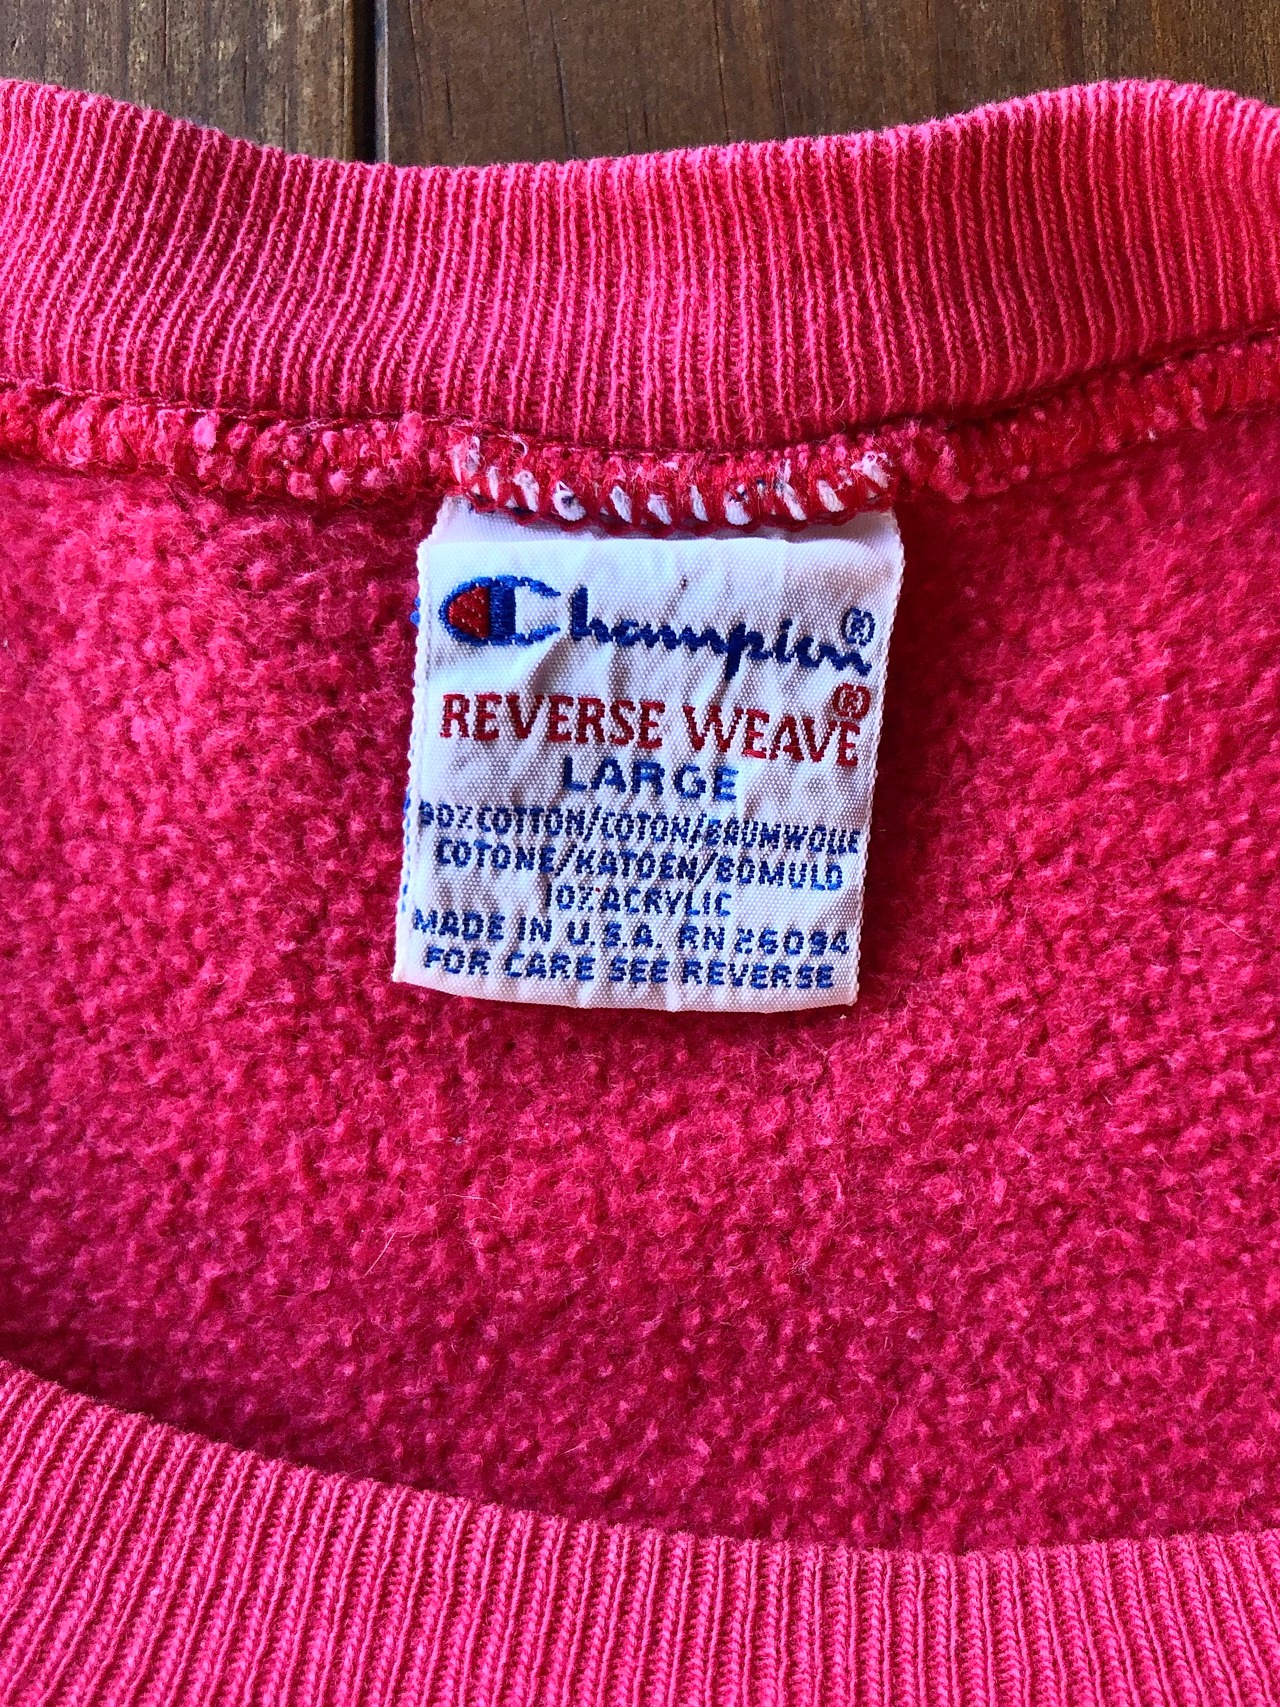 Champion®
REVERSE WEAVE®
LARGE
90% COTTON/COTON/BAUMWOLLE
COTONE/KATOEN/BOMULD
10% ACRYLIC
MADE IN U.S.A. RN 26094
FOR CARE SEE REVERSE